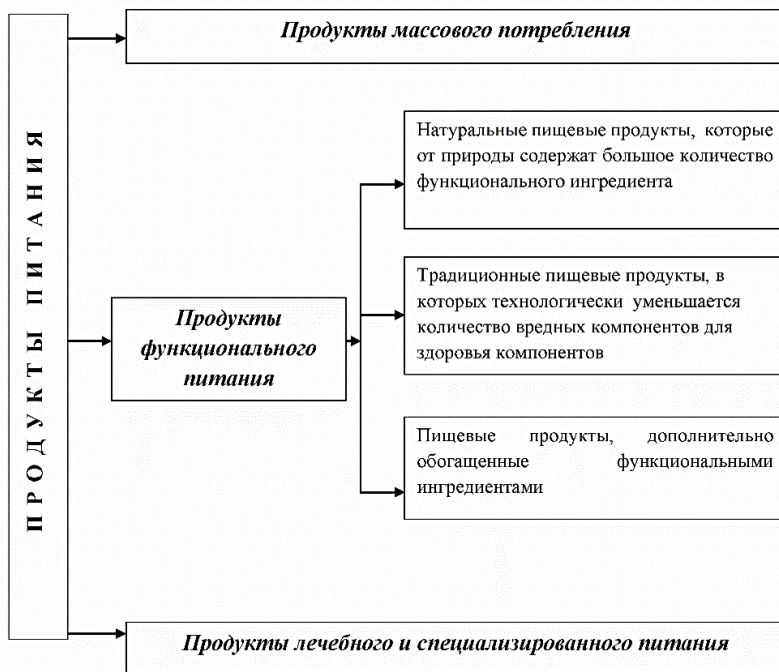 ПРОДУКТЫ ПИТАНИЯ
Продукты массового потребления
Натуральные пищевые продукты, которые
от природы содержат большое количество
функционального ингредиента
Традиционные пищевые продукты, в
которых технологически уменьшается
количество вредных компонентов для
здоровья компонентов
Продукты
функционального
питания
Пищевые продукты, дополнительно
обогащенные функциональными
ингредиентами
Продукты лечебного и специализированного питания